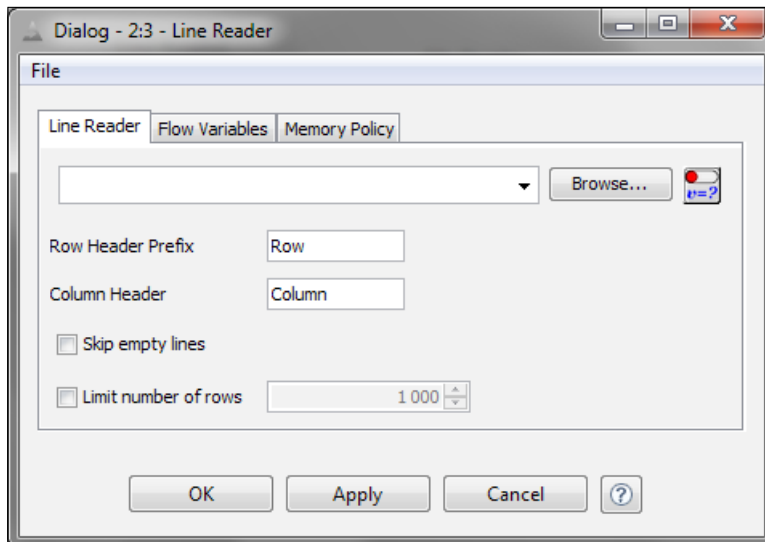 Dialog - 2:3 - Line Reader
File
Line Reader Flow Variables Memory Policy
Browse... v=?
Row Header Prefix Row
Column Header Column
Skip empty lines
Limit number of rows 1 000
OK Apply Cancel ?